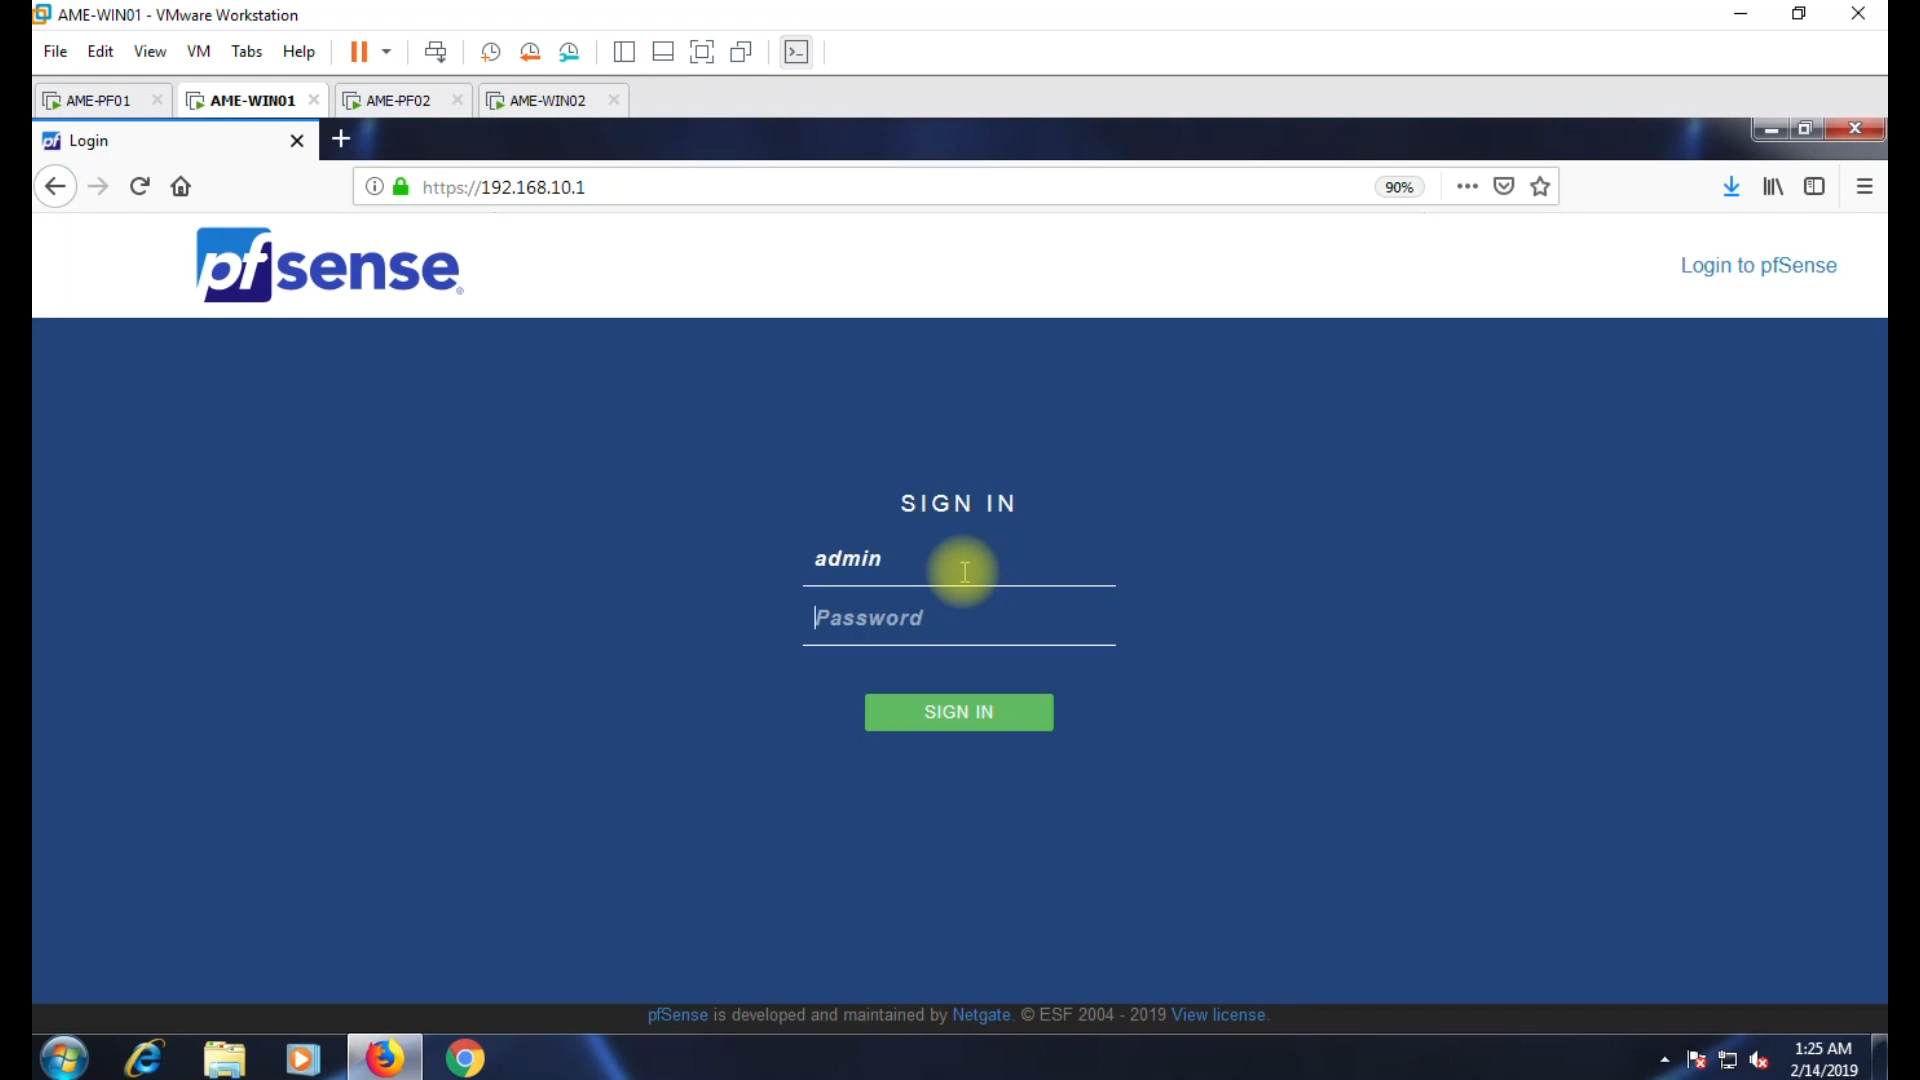 AME-WIN01 - VMware Workstation
File Edit View VM Tabs Help
AME-PF01 AME-WIN01 AME-PF02 AME-WIN02
pf Login
https://192.168.10.1 90%
pfsense
Login to pfSense
SIGN IN
admin
Password
SIGN IN
pfSense is developed and maintained by Netgate. © ESF 2004 - 2019 View license.
1:25 AM
2/14/2019